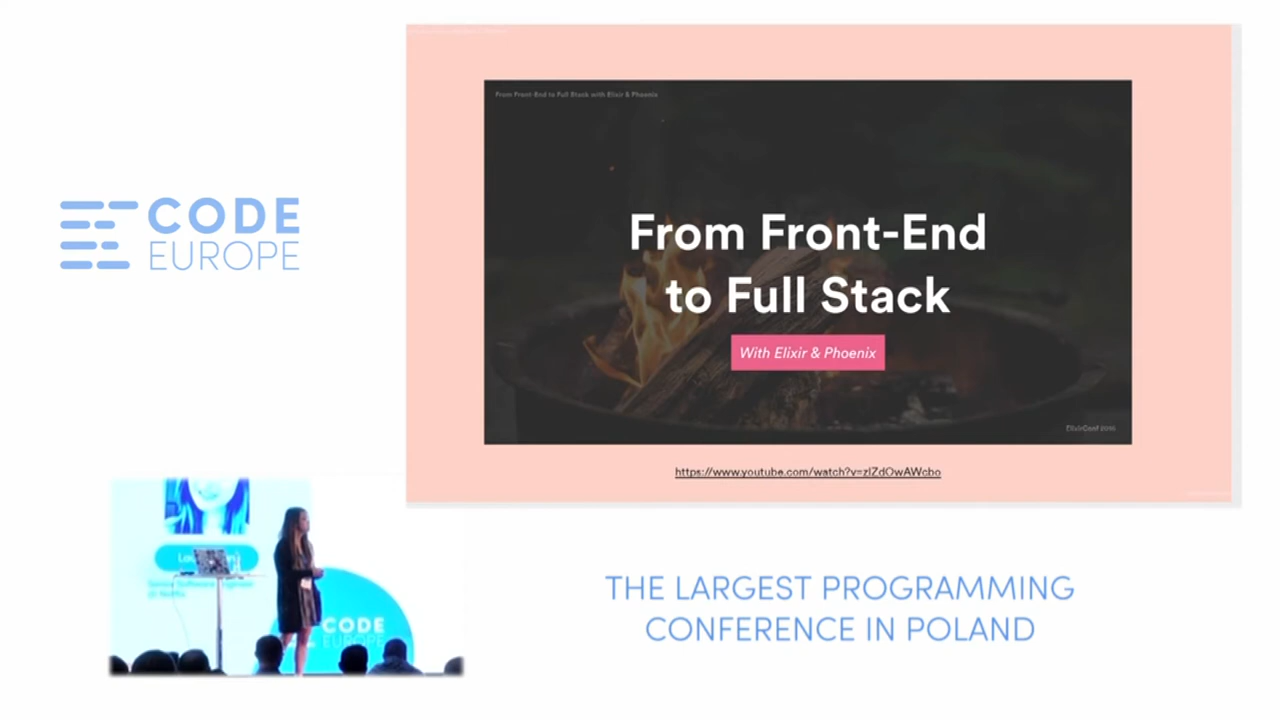 CODE
EUROPE
From Front-End to Full Stack with Elixir & Phoenix
From Front-End
to Full Stack
With Elixir & Phoenix
ElixirConf 2016
https://www.youtube.com/watch?v=zlZdOwAWcbo
THE LARGEST PROGRAMMING
CONFERENCE IN POLAND
CODE
EUROPE